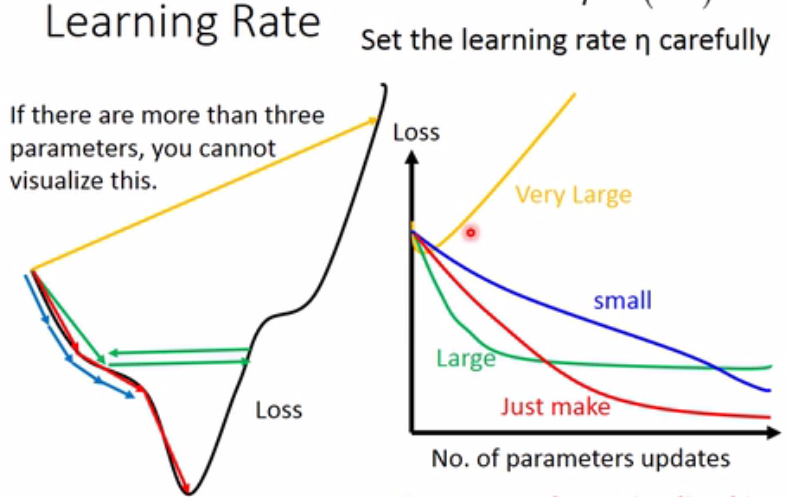 Learning Rate
Set the learning rate η carefully
If there are more than three
parameters, you cannot
visualize this.
Loss
Very Large
small
Large
Just make
Loss
No. of parameters updates